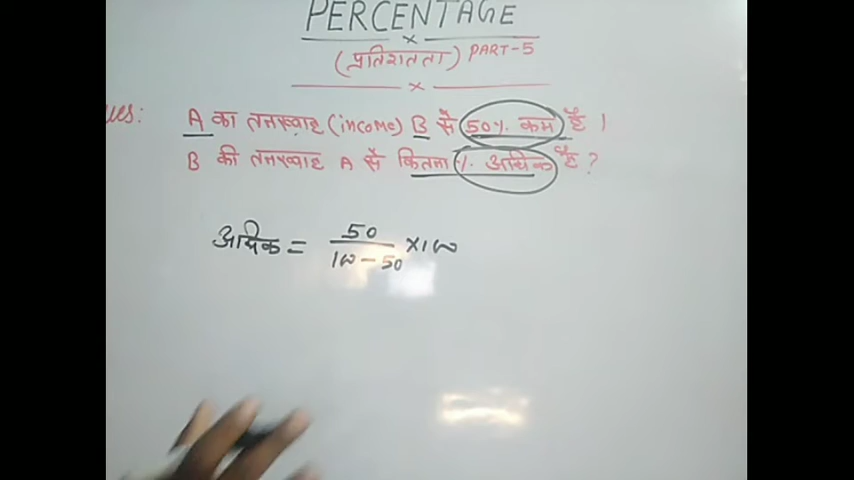 PERCENTAGE
(प्रतिशतता) PART-5
ues: A का तनख्वाह (income) B से 50% कम है ।
B की तनख्वाह A से कितना % अधिक है ?
अधिक = 50 / 100 - 50 × 100